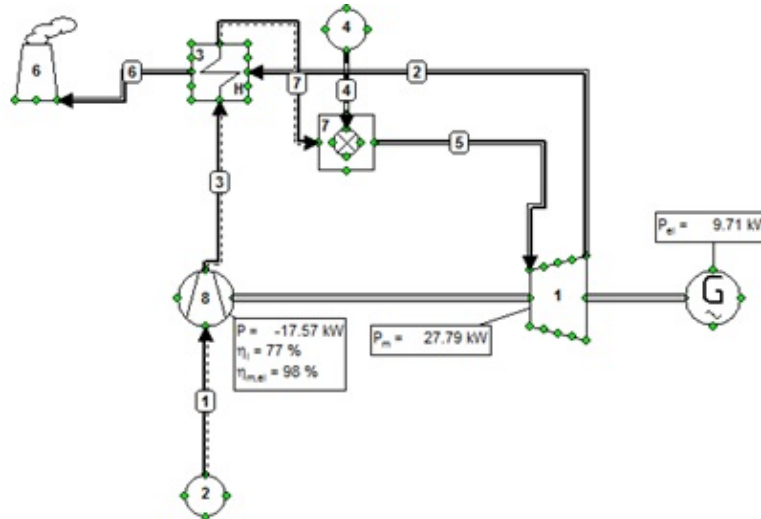 4
6
3
H
6
2
7
4
7
5
3
P_el = 9.71 kW
8
1
G
~
P_m = 27.79 kW
P = -17.57 kW
η_i = 77 %
η_m,el = 98 %
1
2